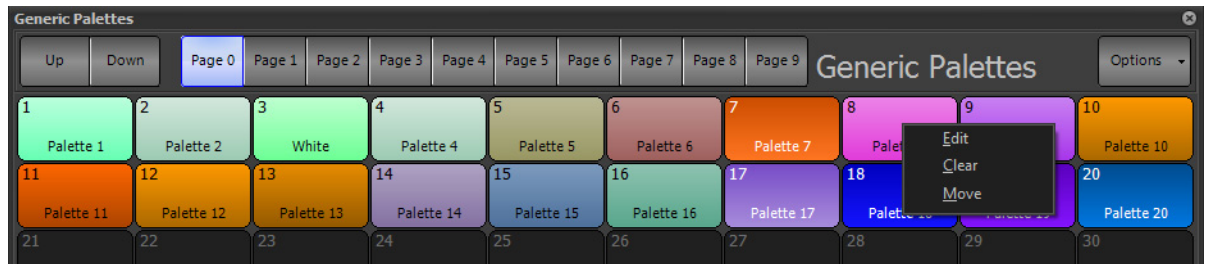 Generic Palettes
Up Down Page 0 Page 1 Page 2 Page 3 Page 4 Page 5 Page 6 Page 7 Page 8 Page 9 Generic Palettes Options
1 2 3 4 5 6 7 8 9 10
Palette 1 Palette 2 White Palette 4 Palette 5 Palette 6 Palette 7 Palette 10
Edit
Clear
Move
11 12 13 14 15 16 17 18 20
Palette 11 Palette 12 Palette 13 Palette 14 Palette 15 Palette 16 Palette 17 Palette 20
21 22 23 24 25 26 27 28 29 30